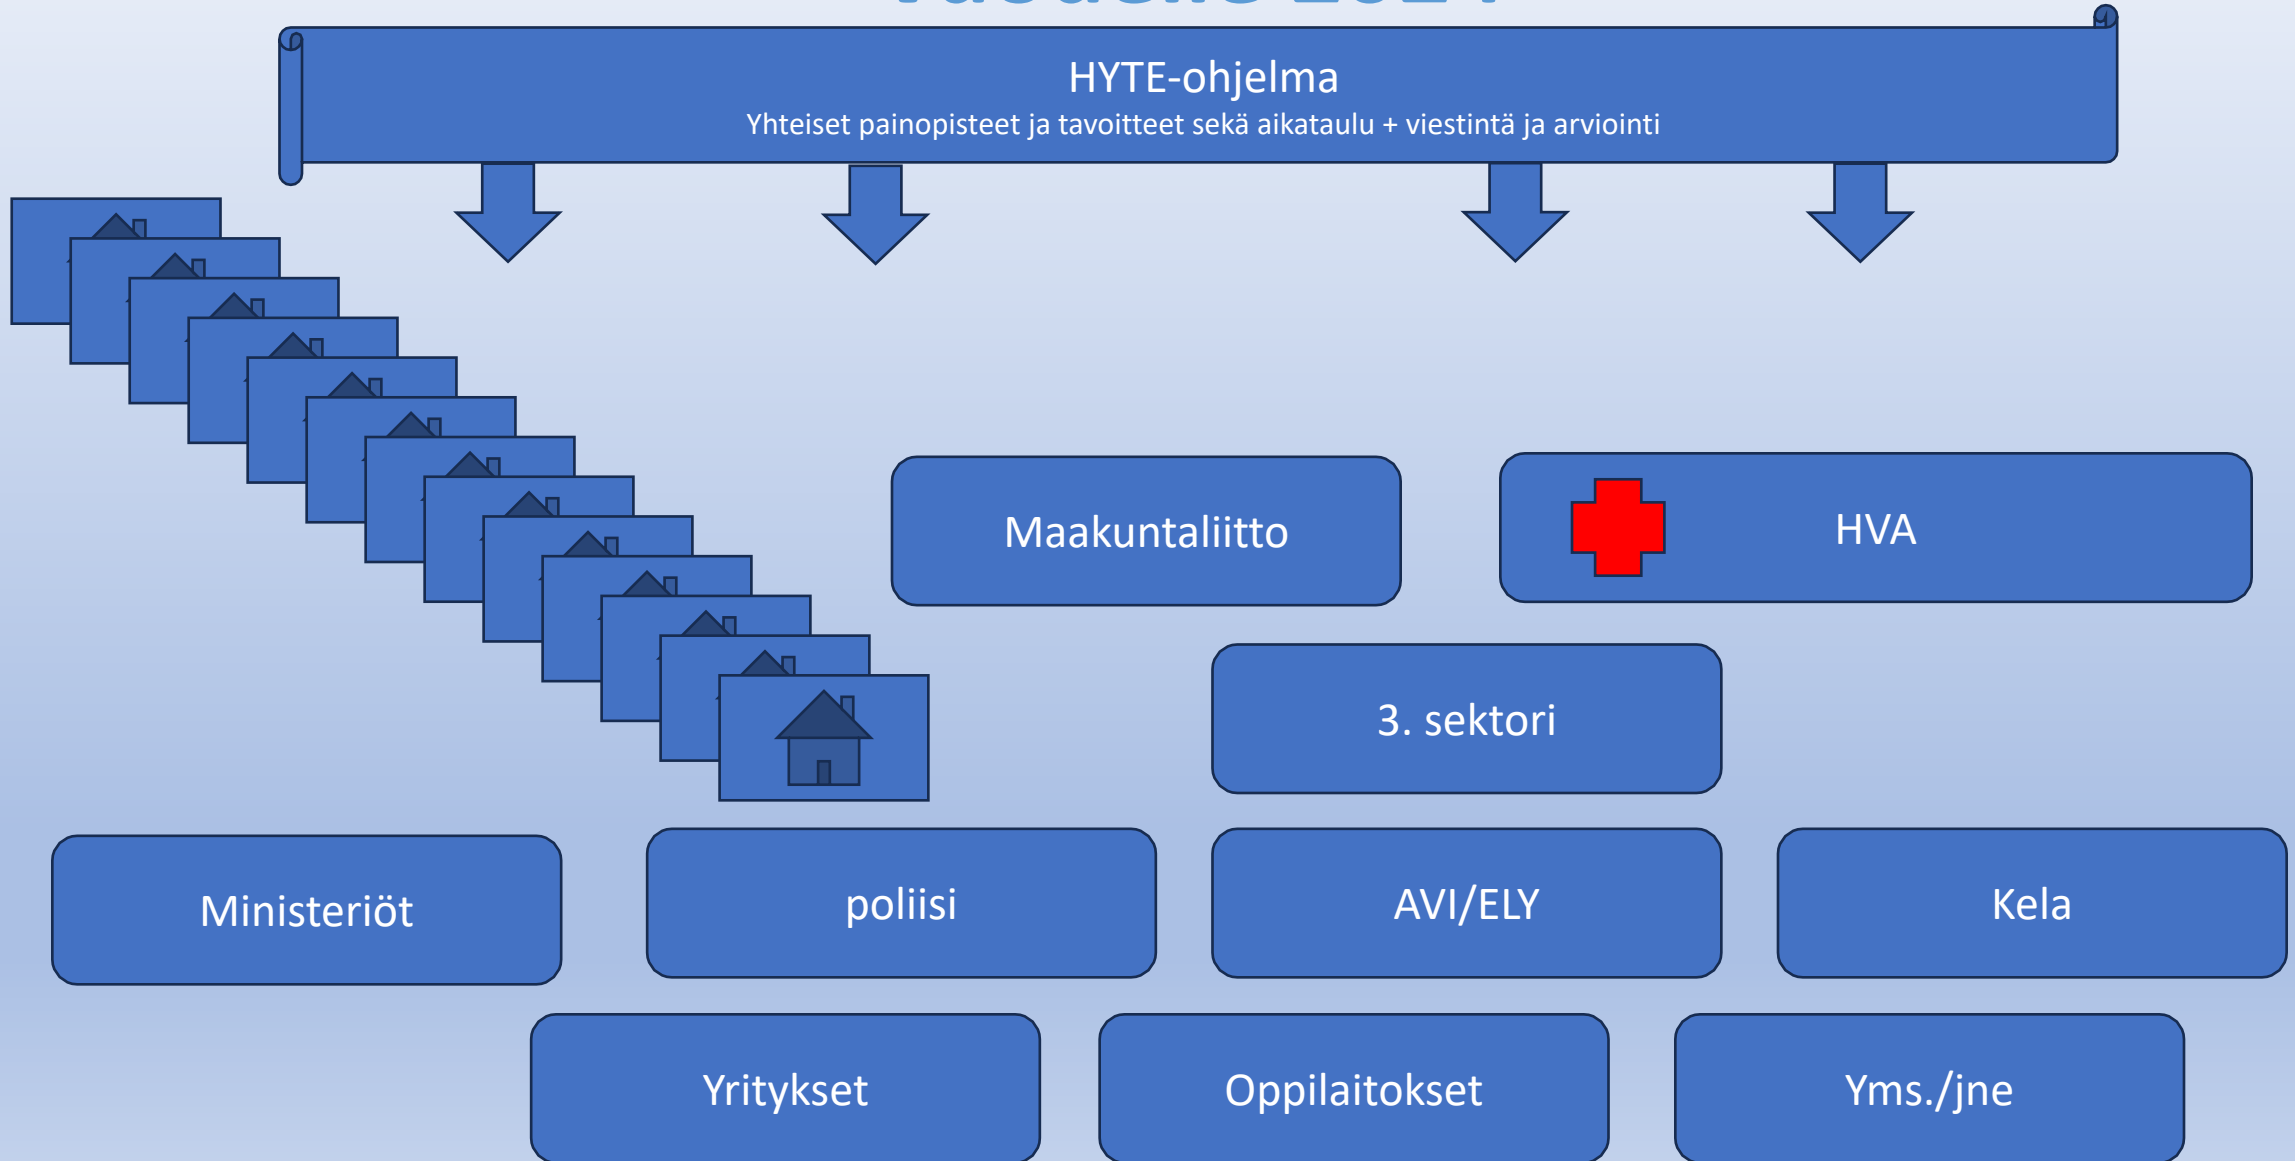 HYTE-ohjelma
Yhteiset painopisteet ja tavoitteet sekä aikataulu + viestintä ja arviointi
Maakuntaliitto
HVA
3. sektori
Ministeriöt
poliisi
AVI/ELY
Kela
Yritykset
Oppilaitokset
Yms./jne